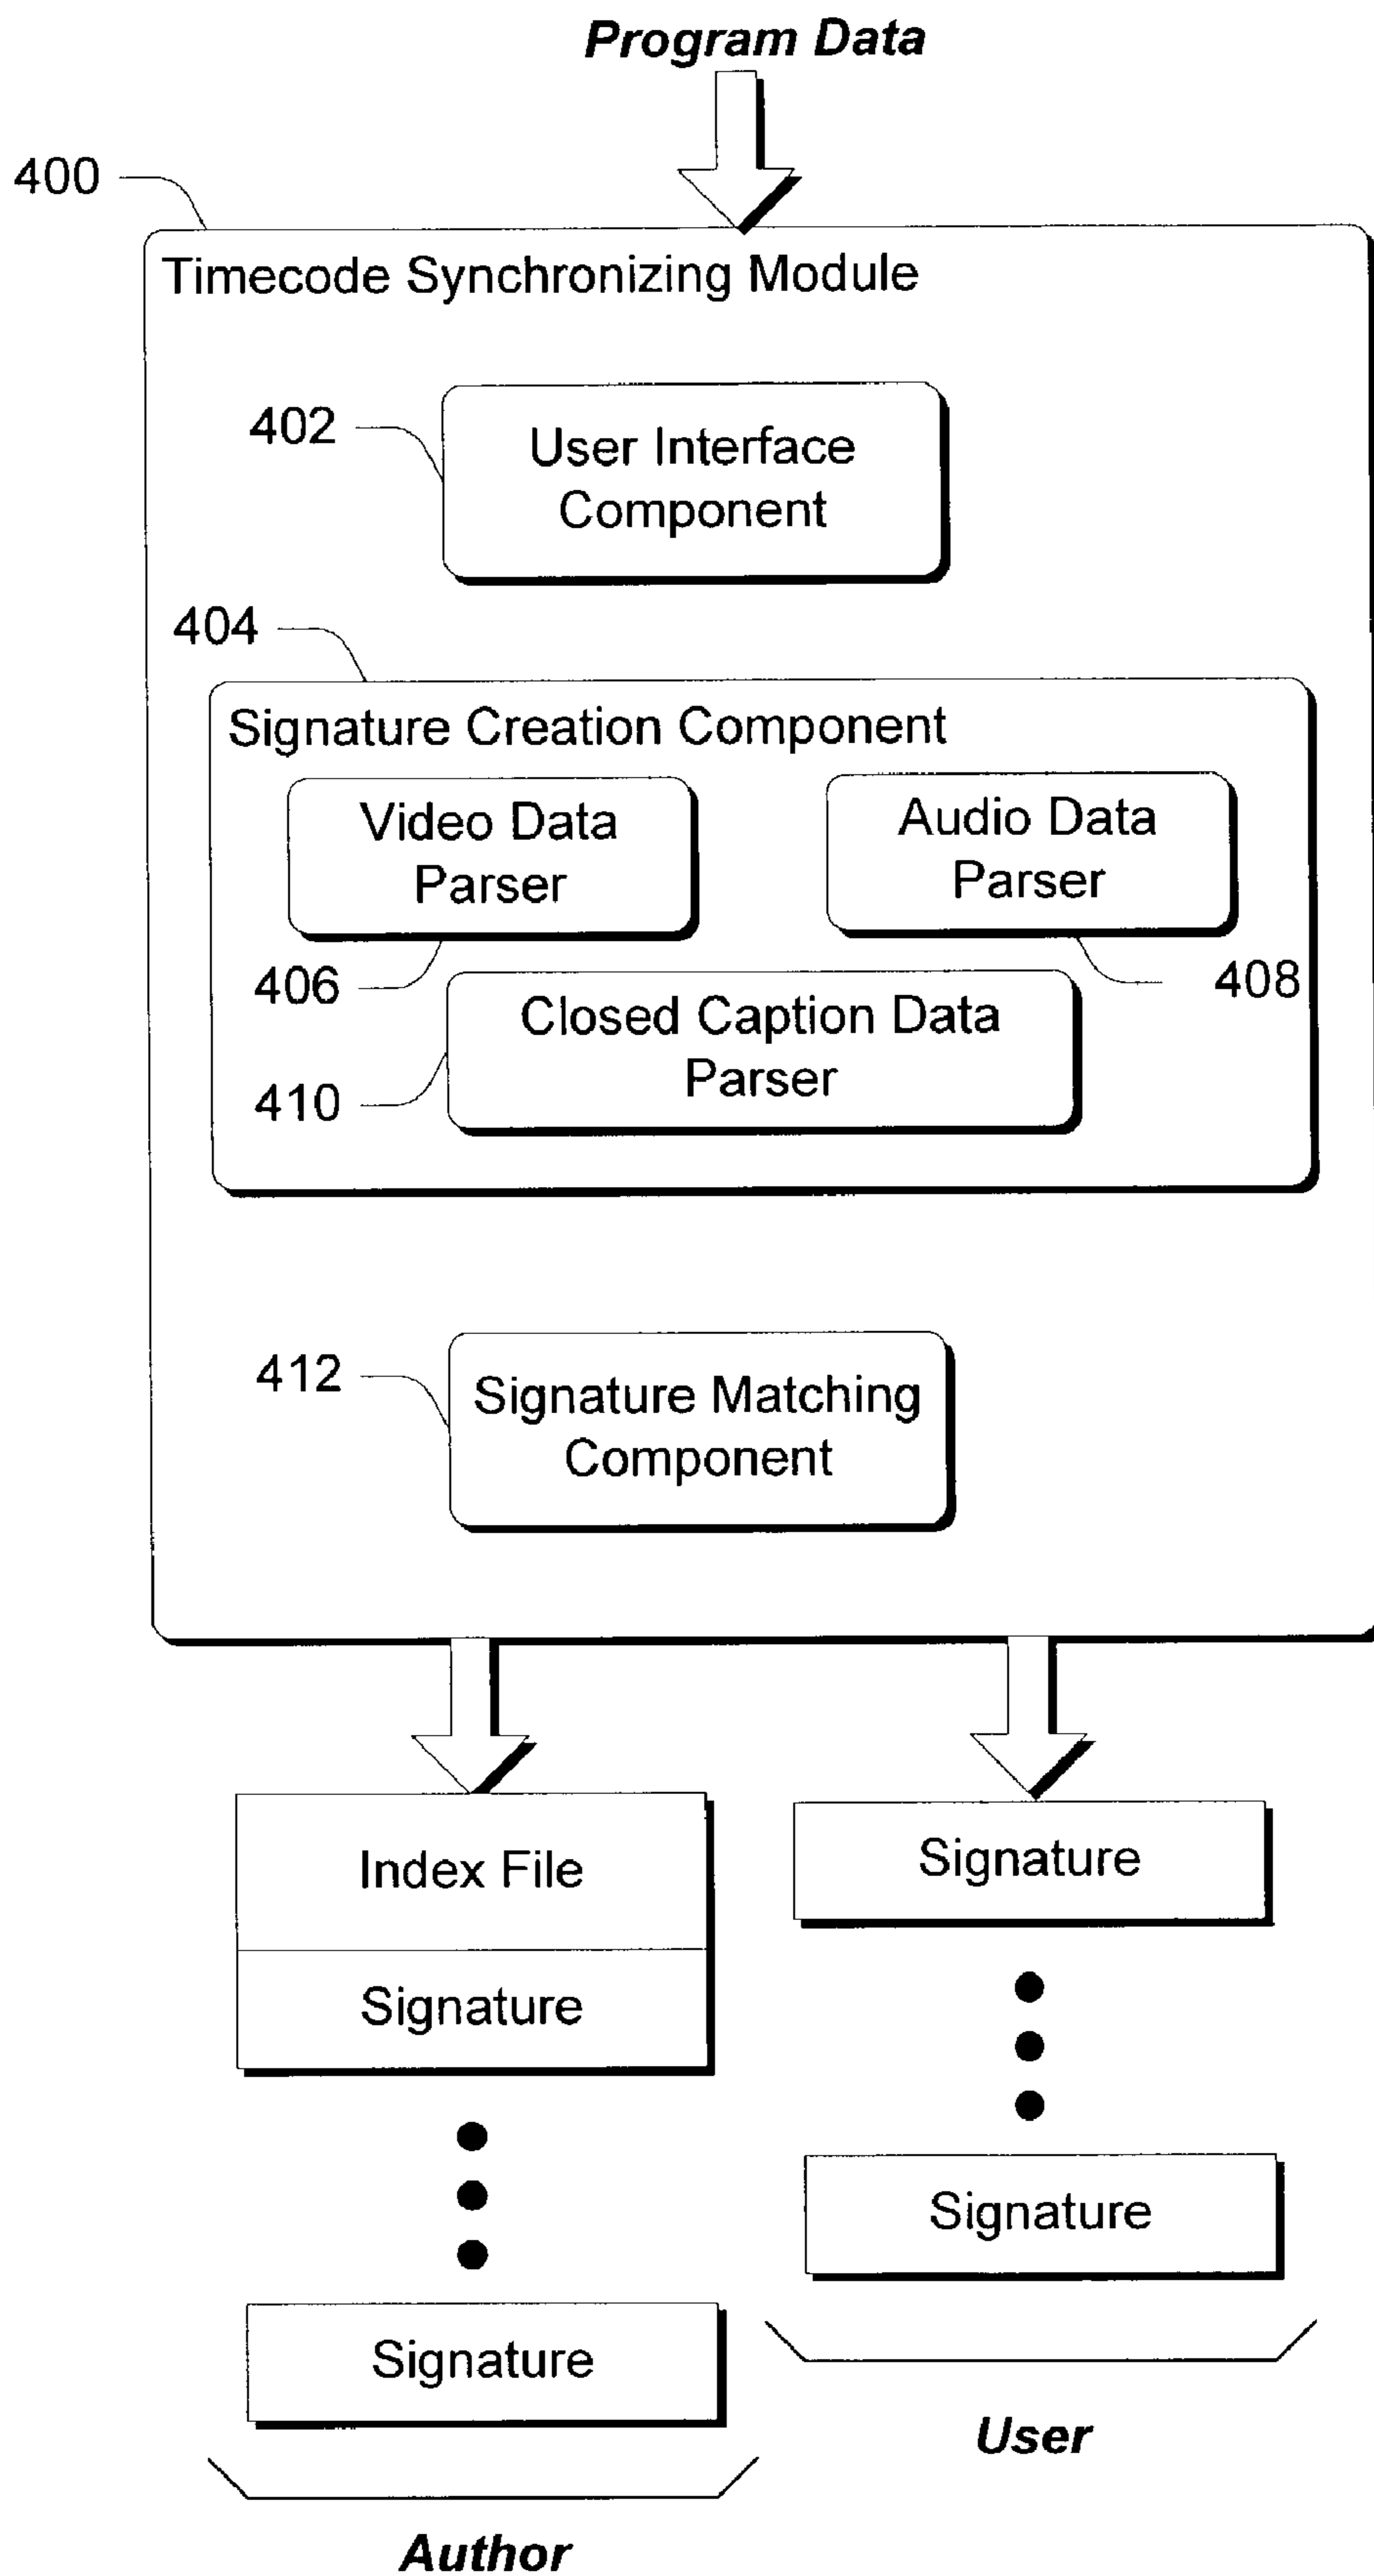 Program Data
400
Timecode Synchronizing Module
402
User Interface
Component
404
Signature Creation Component
Video Data
Parser
Audio Data
Parser
406
408
Closed Caption Data
Parser
410
412
Signature Matching
Component
Index File
Signature
Signature
Signature
Signature
User
Author